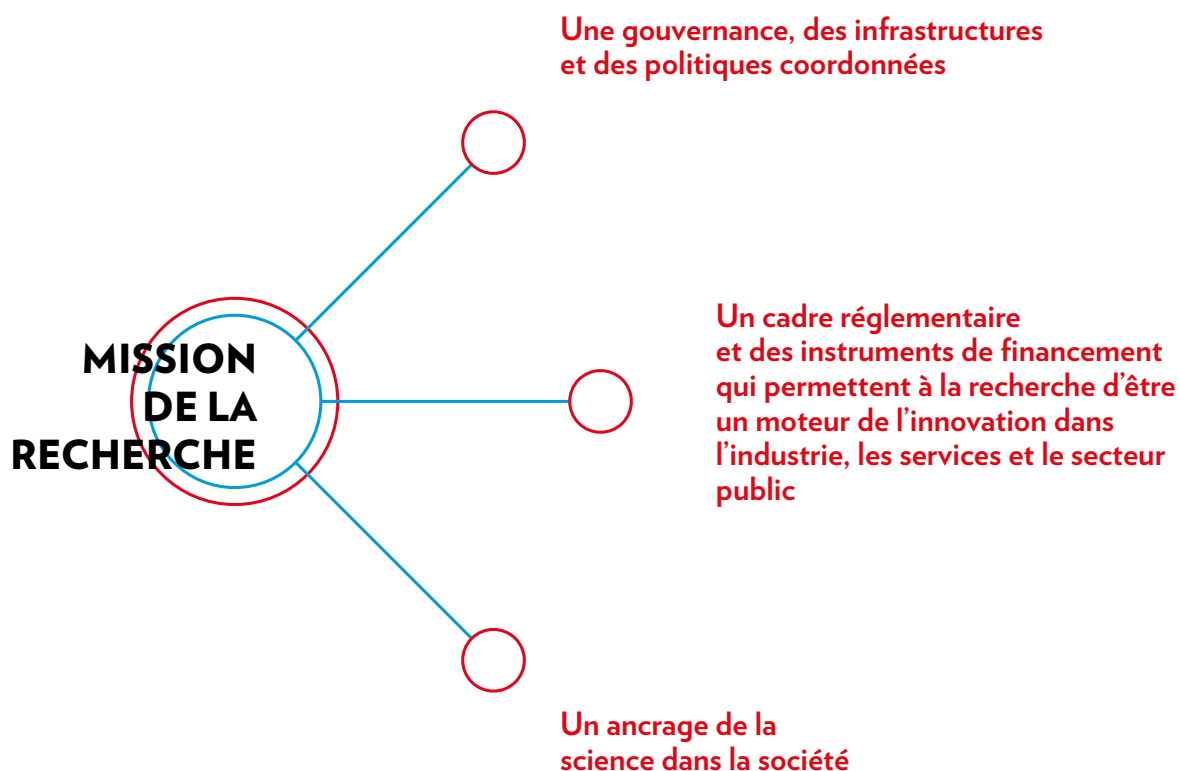 Une gouvernance, des infrastructures
et des politiques coordonnées
MISSION
DE LA
RECHERCHE
Un cadre réglementaire
et des instruments de financement
qui permettent à la recherche d’être
un moteur de l’innovation dans
l’industrie, les services et le secteur
public
Un ancrage de la
science dans la société